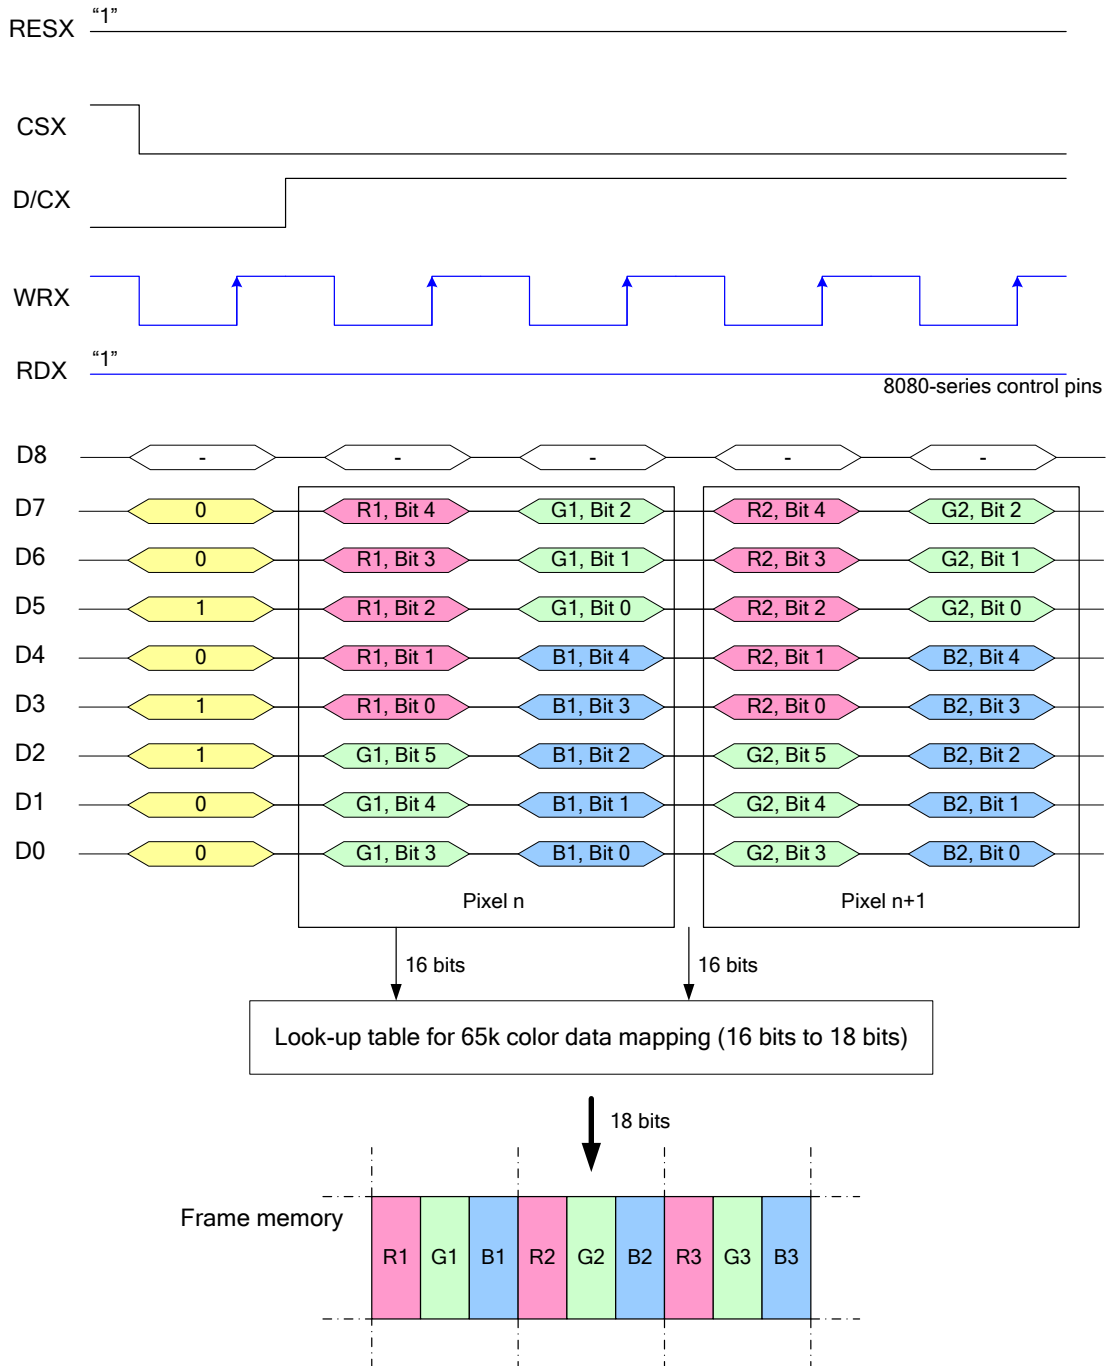 RESX “1”
CSX
D/CX
WRX
RDX “1”
8080-series control pins
D8 - - - - -
D7 0 R1, Bit 4 G1, Bit 2 R2, Bit 4 G2, Bit 2
D6 0 R1, Bit 3 G1, Bit 1 R2, Bit 3 G2, Bit 1
D5 1 R1, Bit 2 G1, Bit 0 R2, Bit 2 G2, Bit 0
D4 0 R1, Bit 1 B1, Bit 4 R2, Bit 1 B2, Bit 4
D3 1 R1, Bit 0 B1, Bit 3 R2, Bit 0 B2, Bit 3
D2 1 G1, Bit 5 B1, Bit 2 G2, Bit 5 B2, Bit 2
D1 0 G1, Bit 4 B1, Bit 1 G2, Bit 4 B2, Bit 1
D0 0 G1, Bit 3 B1, Bit 0 G2, Bit 3 B2, Bit 0
Pixel n Pixel n+1
16 bits 16 bits
Look-up table for 65k color data mapping (16 bits to 18 bits)
18 bits
Frame memory
R1 G1 B1 R2 G2 B2 R3 G3 B3